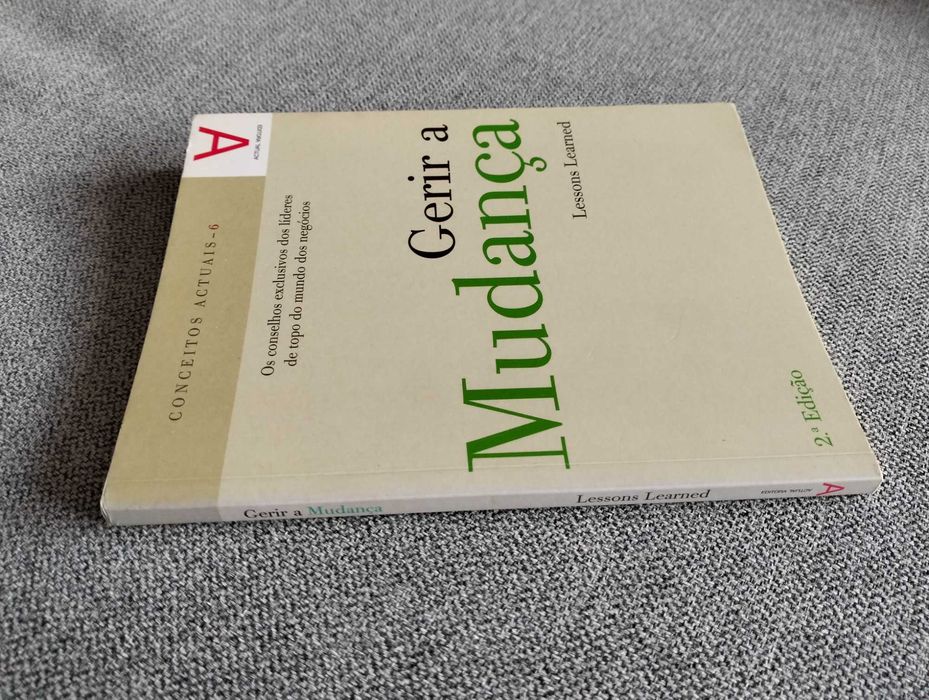 CONCEITOS ACTUAIS – 6
A
ACTUAL EDITORA
Os conselhos exclusivos dos líderes
de topo do mundo dos negócios
Gerir a
Mudança
Lessons Learned
2.ª Edição
Gerir a Mudança
Lessons Learned
A
ACTUAL EDITORA